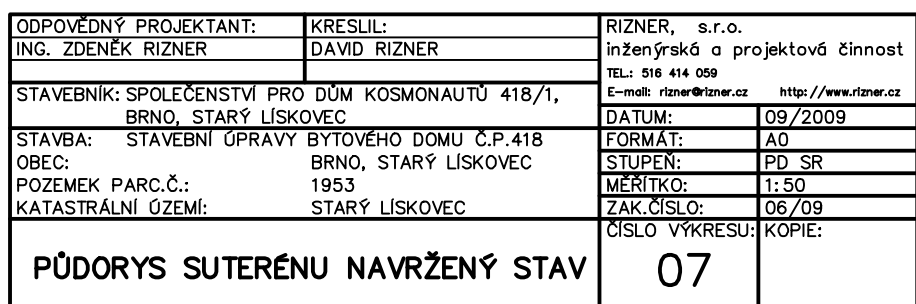 ODPOVĚDNÝ PROJEKTANT: KRESLIL:
ING. ZDENĚK RIZNER DAVID RIZNER
RIZNER, s.r.o.
inženýrská a projektová činnost
TEL.: 516 414 059
E-mail: rizner@rizner.cz http://www.rizner.cz
STAVEBNÍK: SPOLEČENSTVÍ PRO DŮM KOSMONAUTŮ 418/1,
BRNO, STARÝ LÍSKOVEC
STAVBA: STAVEBNÍ ÚPRAVY BYTOVÉHO DOMU Č.P.418
OBEC: BRNO, STARÝ LÍSKOVEC
POZEMEK PARC.Č.: 1953
KATASTRÁLNÍ ÚZEMÍ: STARÝ LÍSKOVEC
DATUM: 09/2009
FORMÁT: A0
STUPEŇ: PD SR
MĚŘÍTKO: 1:50
ZAK.ČÍSLO: 06/09
ČÍSLO VÝKRESU: KOPIE:
PŮDORYS SUTERÉNU NAVRŽENÝ STAV 07